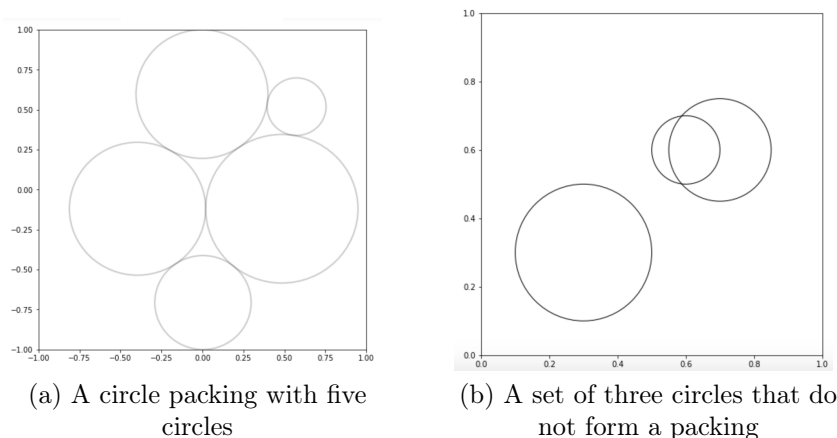 1.00
0.75
0.50
0.25
0.00
−0.25
−0.50
−0.75
−1.00
−1.00 −0.75 −0.50 −0.25 0.00 0.25 0.50 0.75 1.00
(a) A circle packing with five
circles
1.0
0.8
0.6
0.4
0.2
0.0
0.0 0.2 0.4 0.6 0.8 1.0
(b) A set of three circles that do
not form a packing